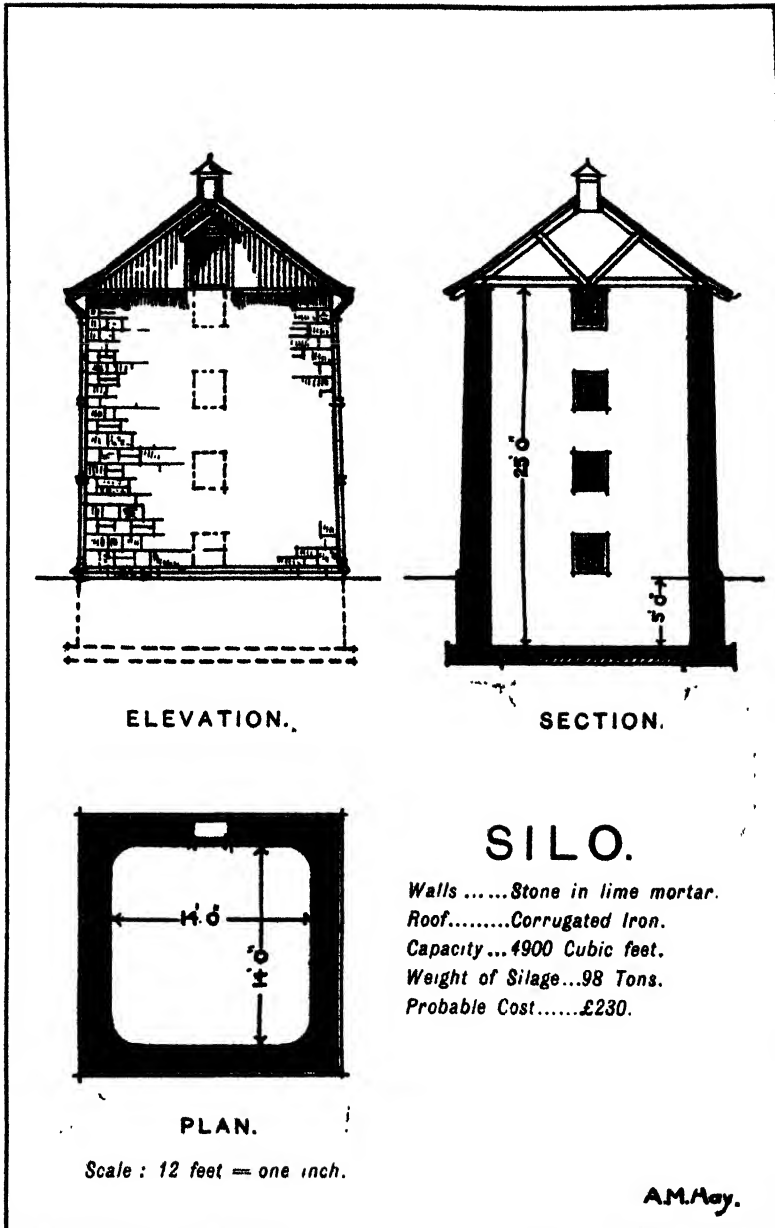 25' 0"
5' 0"
ELEVATION.
SECTION.
14' 0"
14' 0"
SILO.
Walls ......Stone in lime mortar.
Roof.........Corrugated Iron.
Capacity ...4900 Cubic feet.
Weight of Silage...98 Tons.
Probable Cost......£230.
PLAN.
Scale : 12 feet = one inch.
A.M.Hay.